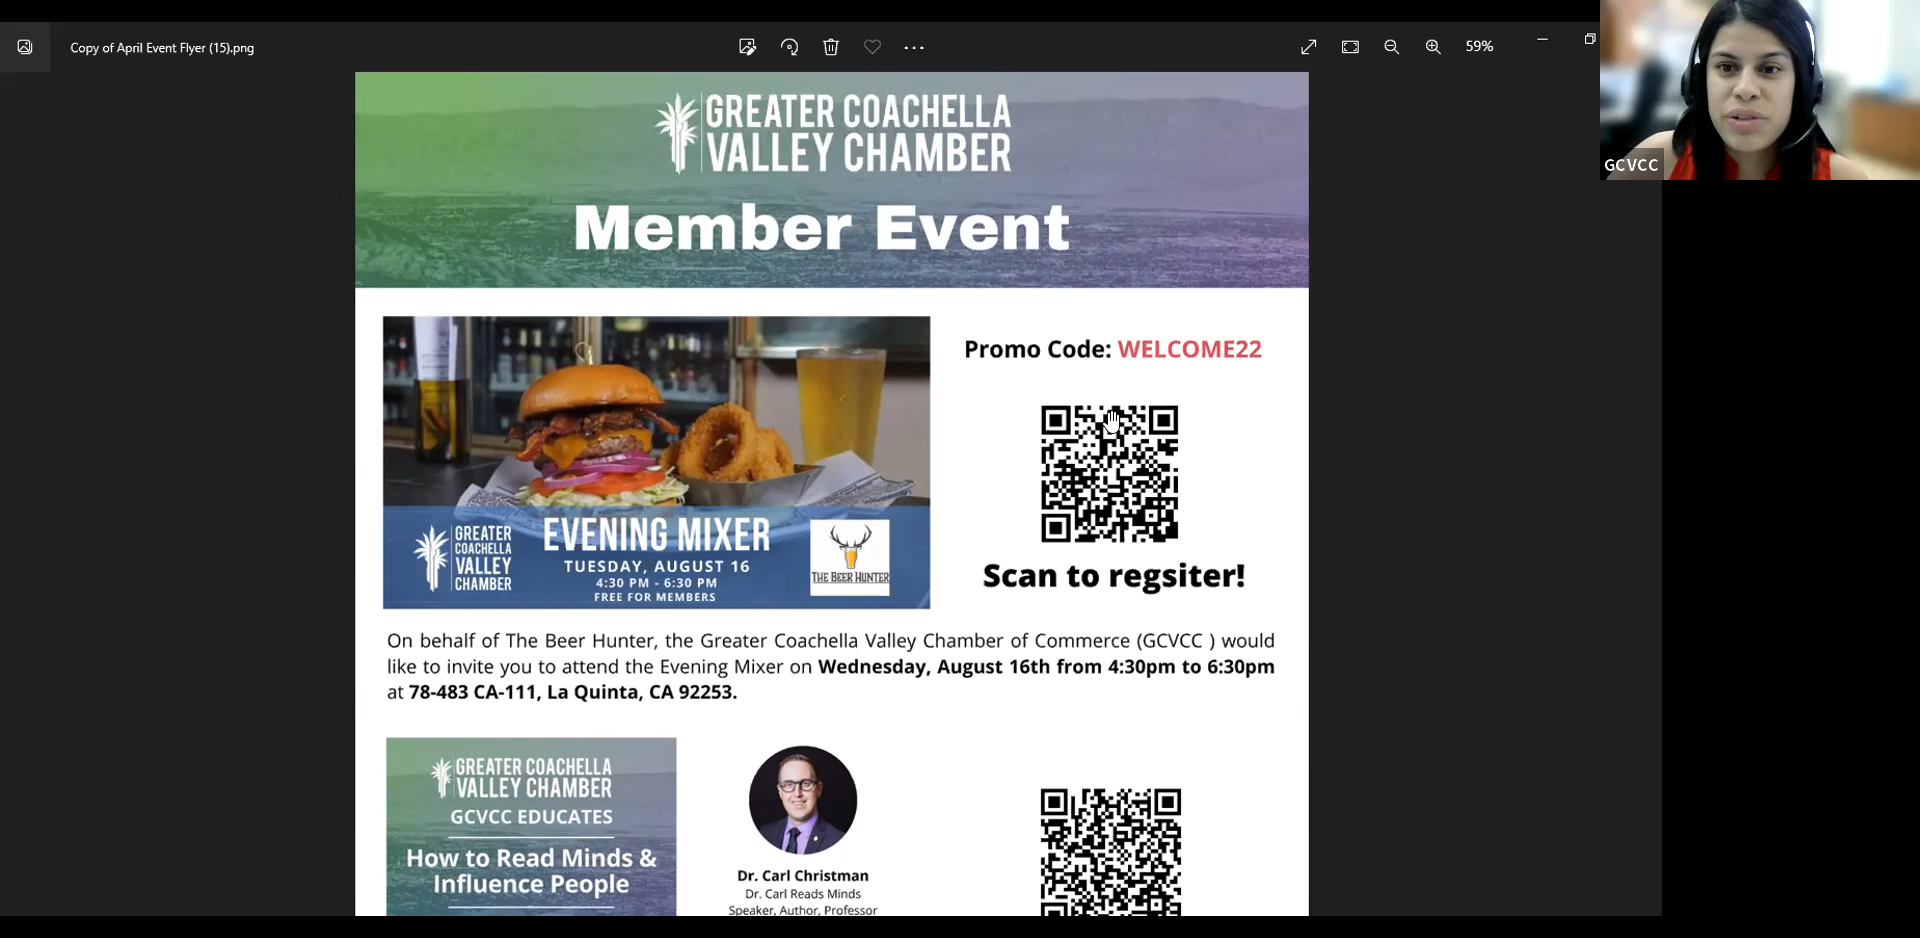 Copy of April Event Flyer (15).png
59%
GCVCC
GREATER COACHELLA
VALLEY CHAMBER
Member Event
Promo Code: WELCOME22
GREATER
COACHELLA
VALLEY
CHAMBER
EVENING MIXER
TUESDAY, AUGUST 16
4:30 PM - 6:30 PM
FREE FOR MEMBERS
THE BEER HUNTER
Scan to regsiter!
On behalf of The Beer Hunter, the Greater Coachella Valley Chamber of Commerce (GCVCC ) would
like to invite you to attend the Evening Mixer on Wednesday, August 16th from 4:30pm to 6:30pm
at 78-483 CA-111, La Quinta, CA 92253.
GREATER COACHELLA
VALLEY CHAMBER
GCVCC EDUCATES
How to Read Minds &
Influence People
Dr. Carl Christman
Dr. Carl Reads Minds
Speaker, Author, Professor